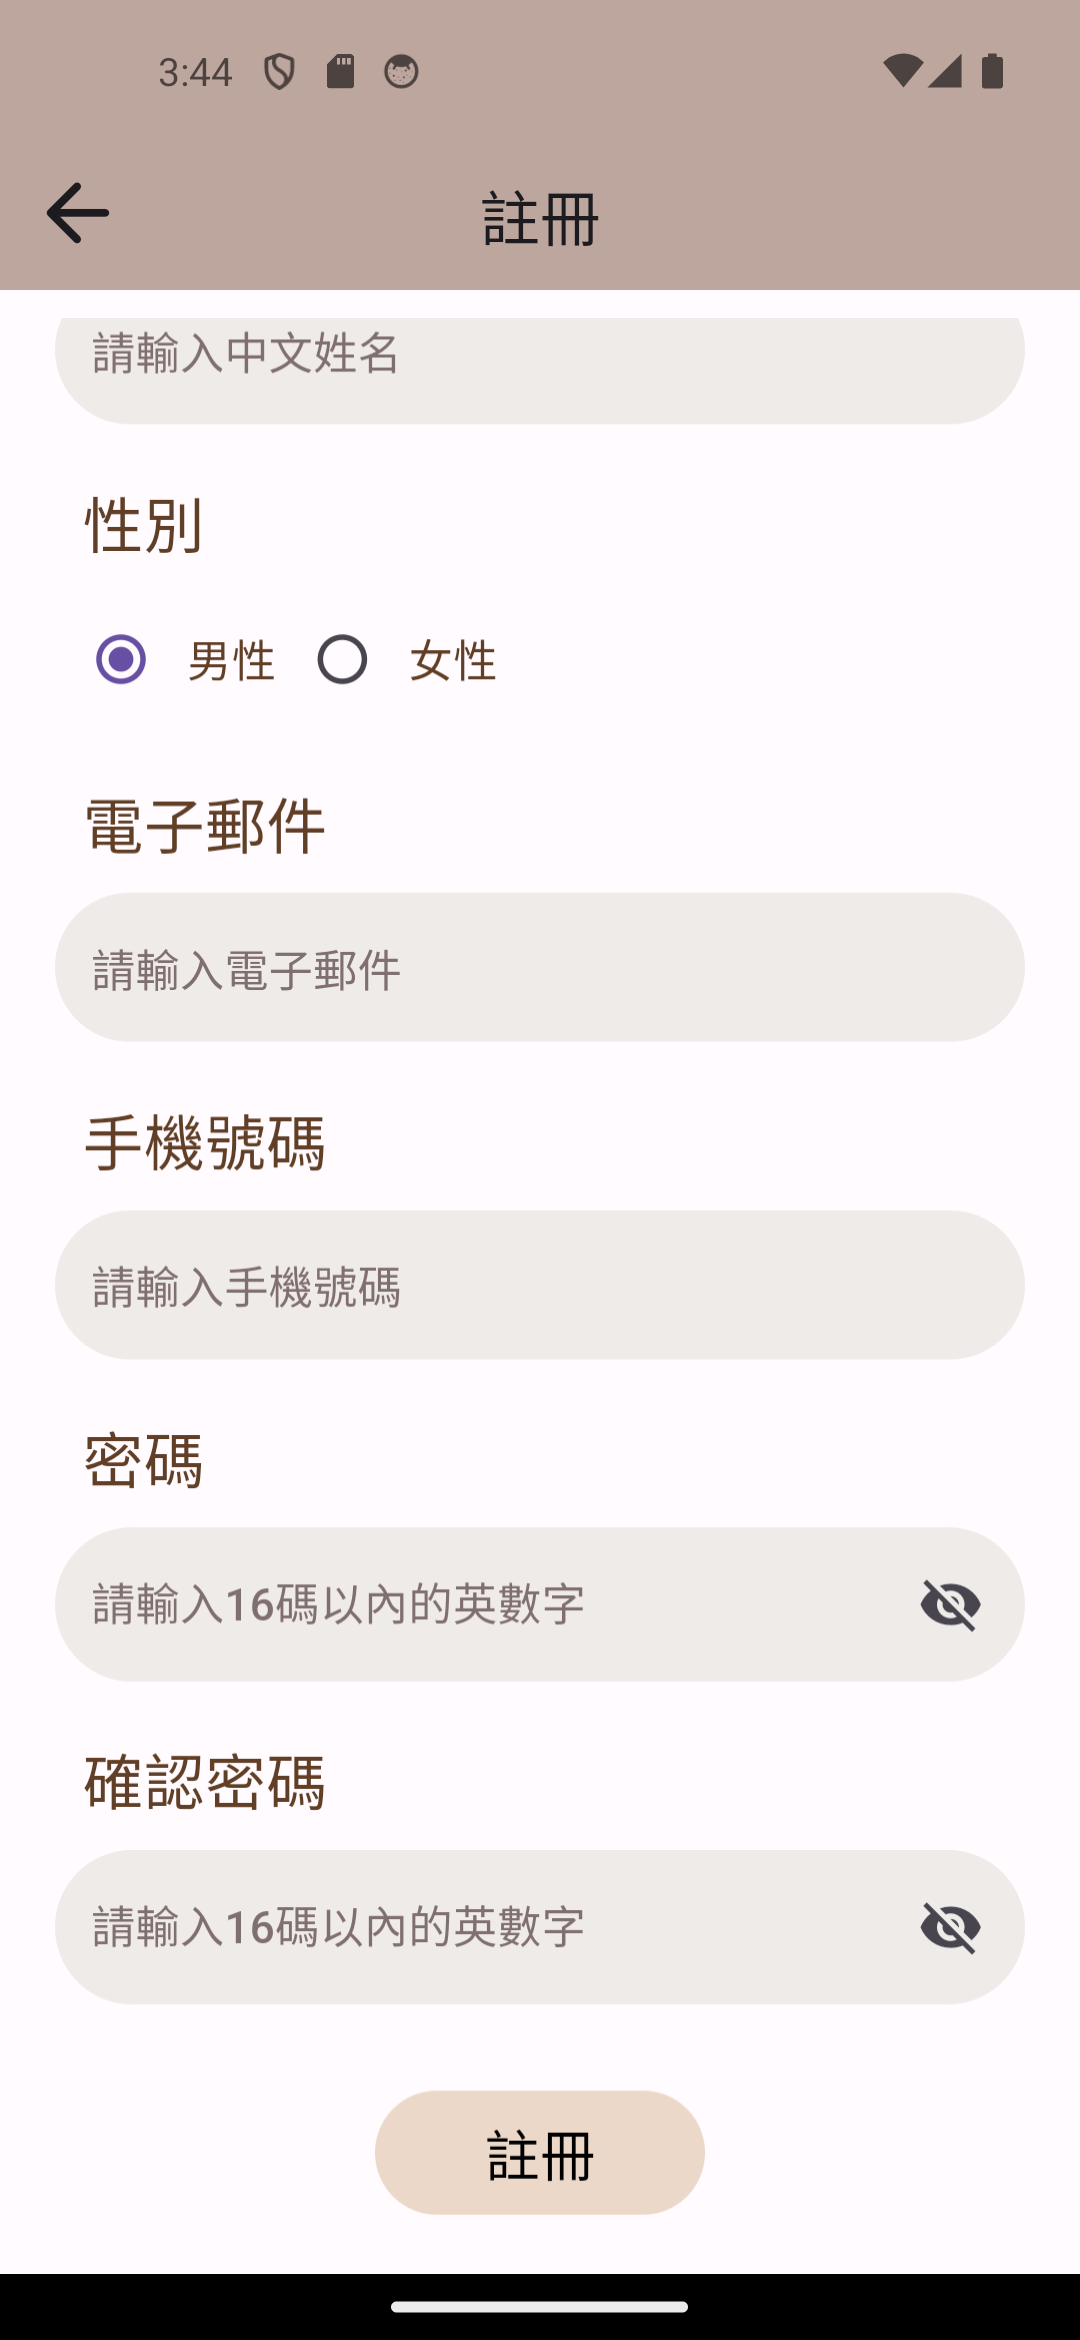 3:44
註冊
請輸入中文姓名
性別
男性 女性
電子郵件
請輸入電子郵件
手機號碼
請輸入手機號碼
密碼
請輸入16碼以內的英數字
確認密碼
請輸入16碼以內的英數字
註冊